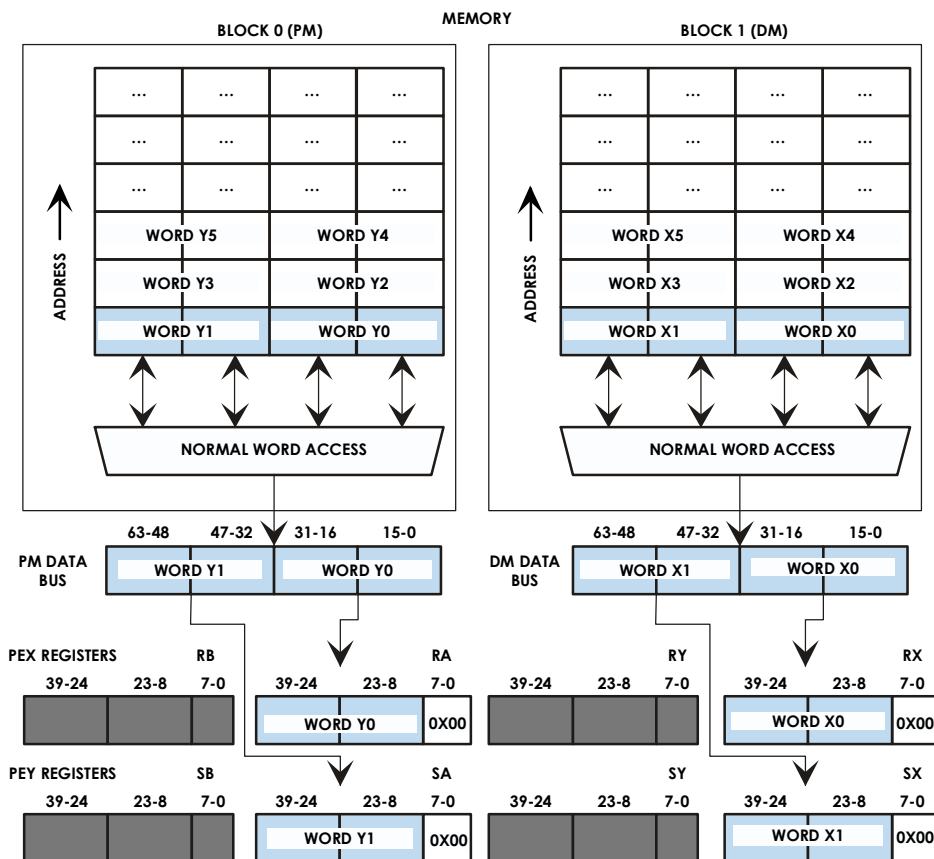 MEMORY
BLOCK 0 (PM) BLOCK 1 (DM)
... ... ... ... ... ... ... ...
... ... ... ... ... ... ... ...
... ... ... ... ... ... ... ...
ADDRESS ADDRESS
WORD Y5 WORD Y4 WORD X5 WORD X4
WORD Y3 WORD Y2 WORD X3 WORD X2
WORD Y1 WORD Y0 WORD X1 WORD X0
NORMAL WORD ACCESS NORMAL WORD ACCESS
63-48 47-32 31-16 15-0 63-48 47-32 31-16 15-0
PM DATA BUS WORD Y1 WORD Y0 DM DATA BUS WORD X1 WORD X0
PEX REGISTERS RB RA RY RX
39-24 23-8 7-0 39-24 23-8 7-0 39-24 23-8 7-0 39-24 23-8 7-0
WORD Y0 0X00 WORD X0 0X00
PEY REGISTERS SB SA SY SX
39-24 23-8 7-0 39-24 23-8 7-0 39-24 23-8 7-0 39-24 23-8 7-0
WORD Y1 0X00 WORD X1 0X00